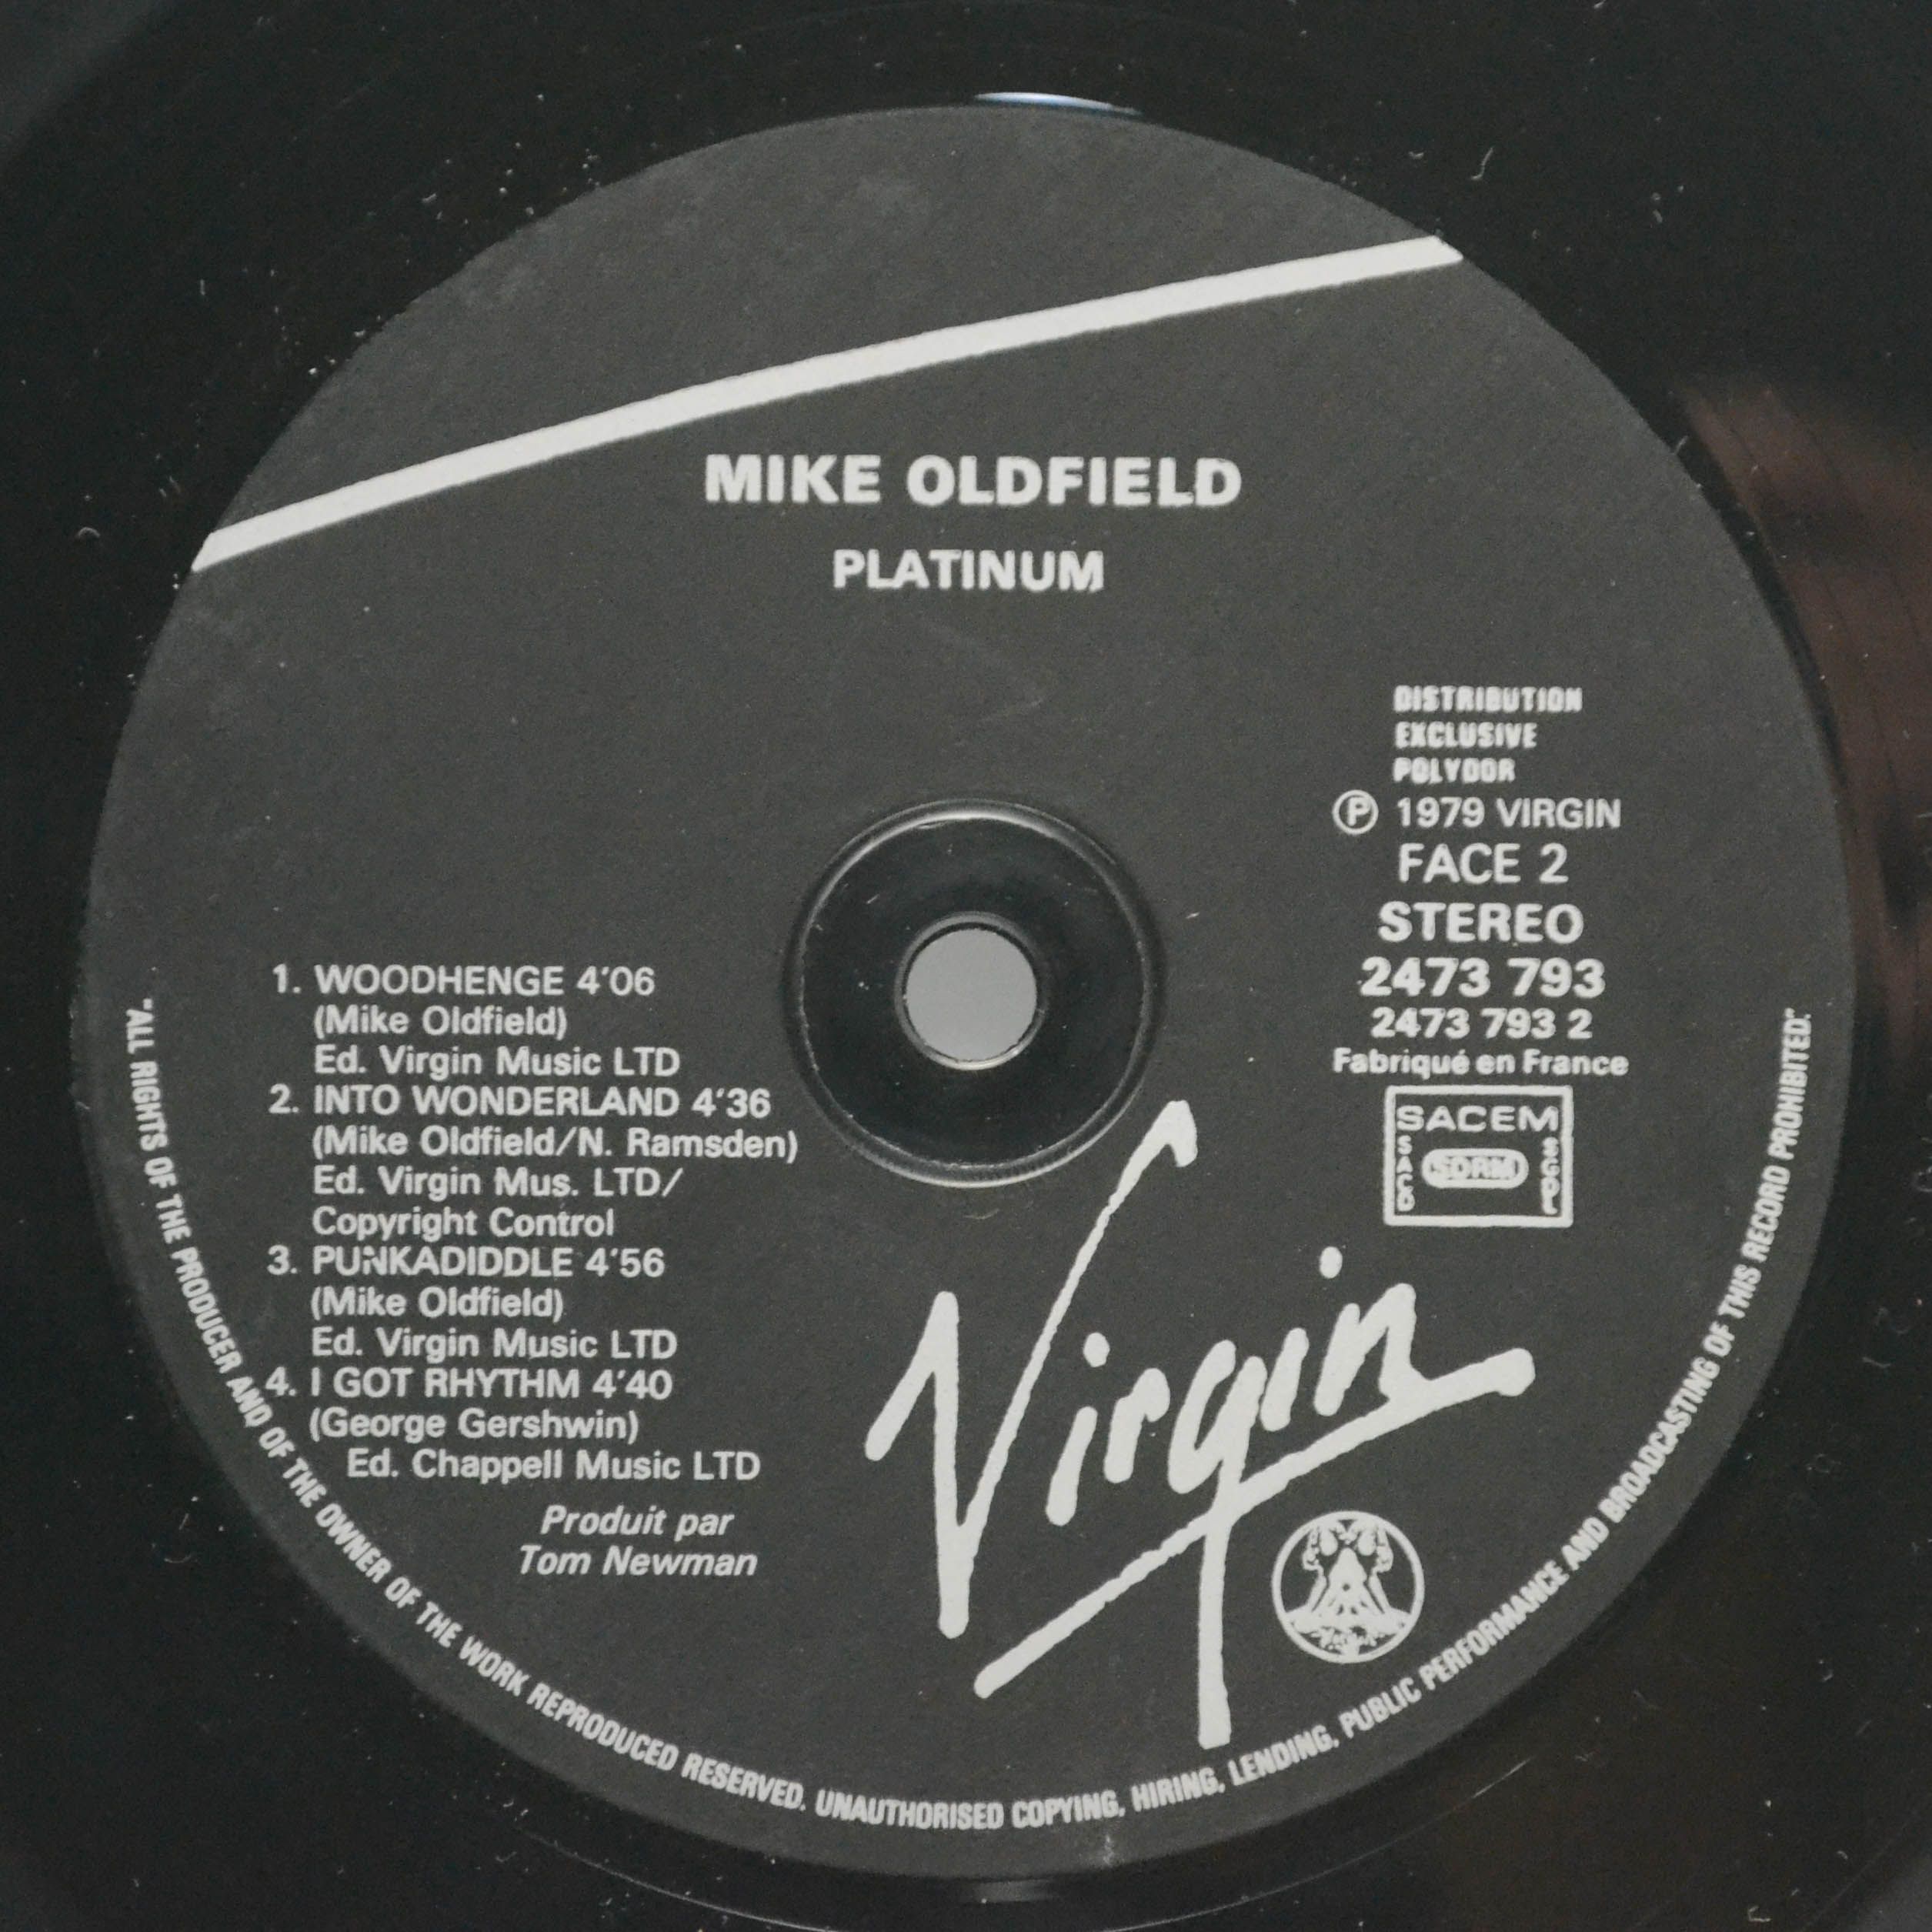 MIKE OLDFIELD
PLATINUM
DISTRIBUTION
EXCLUSIVE
POLYDOR
Ⓟ 1979 VIRGIN
FACE 2
STEREO
2473 793
2473 793 2
Fabriqué en France
SACEM
SACD
SDRM
SGDL
1. WOODHENGE 4'06
(Mike Oldfield)
Ed. Virgin Music LTD
2. INTO WONDERLAND 4'36
(Mike Oldfield/N. Ramsden)
Ed. Virgin Mus. LTD/
Copyright Control
3. PUNKADIDDLE 4'56
(Mike Oldfield)
Ed. Virgin Music LTD
4. I GOT RHYTHM 4'40
(George Gershwin)
Ed. Chappell Music LTD
Produit par
Tom Newman
Virgin
"ALL RIGHTS OF THE PRODUCER AND OF THE OWNER OF THE WORK REPRODUCED RESERVED. UNAUTHORISED COPYING, HIRING, LENDING, PUBLIC PERFORMANCE AND BROADCASTING OF THIS RECORD PROHIBITED."